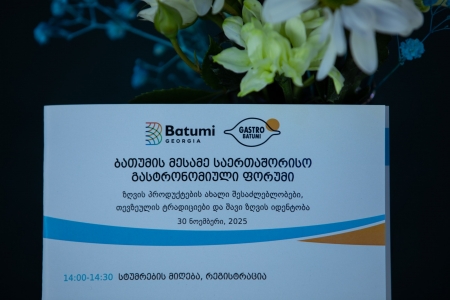 Batumi
GEORGIA
GASTRO
BATUMI
ᲑᲐᲗᲣᲛᲘᲡ ᲛᲔᲡᲐᲛᲔ ᲡᲐᲔᲠᲗᲐᲨᲝᲠᲘᲡᲝ
ᲒᲐᲡᲢᲠᲝᲜᲝᲛᲘᲣᲚᲘ ᲤᲝᲠᲣᲛᲘ
ზღვის პროდუქტების ახალი შესაძლებლობები,
თევზეულის ტრადიციები და შავი ზღვის იდენტობა
30 ნოემბერი, 2025
14:00-14:30 ᲡᲢᲣᲛᲠᲔᲑᲘᲡ ᲛᲘᲦᲔᲑᲐ, ᲠᲔᲒᲘᲡᲢᲠᲐᲪᲘᲐ